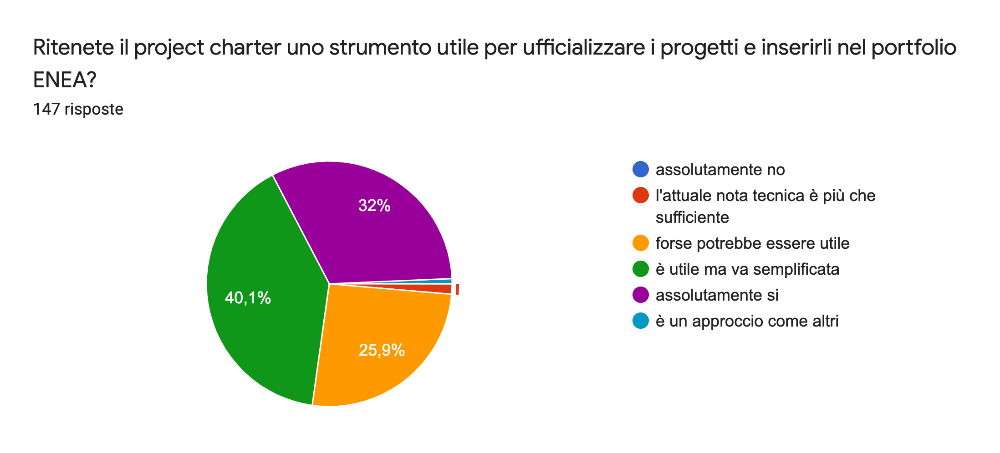 Ritenete il project charter uno strumento utile per ufficializzare i progetti e inserirli nel portfolio
ENEA?
147 risposte
32%
40,1%
25,9%
assolutamente no
l'attuale nota tecnica è più che
sufficiente
forse potrebbe essere utile
è utile ma va semplificata
assolutamente si
è un approccio come altri